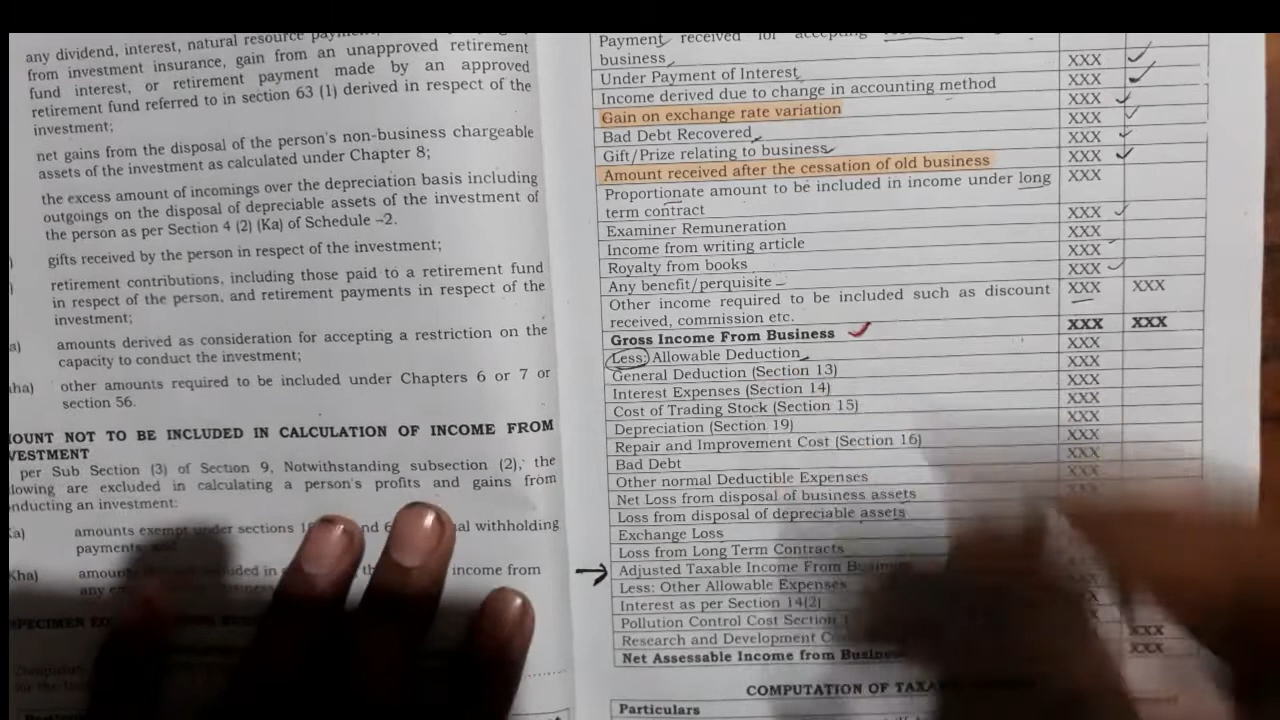 any dividend, interest, natural resource
from investment insurance, gain from an unapproved retirement
fund interest, or retirement payment made by an approved
retirement fund referred to in section 63 (1) derived in respect of the
investment;
net gains from the disposal of the person's non-business chargeable
assets of the investment as calculated under Chapter 8;
the excess amount of incomings over the depreciation basis including
outgoings on the disposal of depreciable assets of the investment of
the person as per Section 4 (2) (Ka) of Schedule –2.
gifts received by the person in respect of the investment;
retirement contributions, including those paid to a retirement fund
in respect of the person, and retirement payments in respect of the
investment;
a) amounts derived as consideration for accepting a restriction on the
capacity to conduct the investment;
ha) other amounts required to be included under Chapters 6 or 7 or
section 56.
OUNT NOT TO BE INCLUDED IN CALCULATION OF INCOME FROM
VESTMENT
per Sub Section (3) of Section 9, Notwithstanding subsection (2), the
lowing are excluded in calculating a person's profits and gains from
nducting an investment:
a) amounts exempt under sections withholding
payments
Kha) income from
any
Payment received for accepting
business
Under Payment of Interest XXX
Income derived due to change in accounting method XXX
Gain on exchange rate variation XXX
Bad Debt Recovered XXX
Gift/Prize relating to business XXX
Amount received after the cessation of old business XXX
Proportionate amount to be included in income under long XXX
term contract
Examiner Remuneration XXX
Income from writing article XXX
Royalty from books XXX
Any benefit/perquisite XXX
Other income required to be included such as discount XXX XXX
received, commission etc.
Gross Income From Business XXX XXX
Less: Allowable Deduction XXX
General Deduction (Section 13) XXX
Interest Expenses (Section 14) XXX
Cost of Trading Stock (Section 15) XXX
Depreciation (Section 19) XXX
Repair and Improvement Cost (Section 16) XXX
Bad Debt XXX
Other normal Deductible Expenses XXX
Net Loss from disposal of business assets
Loss from disposal of depreciable assets
Exchange Loss
Loss from Long Term Contracts
Adjusted Taxable Income From
Less: Other Allowable Expenses
Interest as per Section 14(2)
Pollution Control Cost Section
Research and Development XXX
Net Assessable Income from XXX
COMPUTATION OF
Particulars